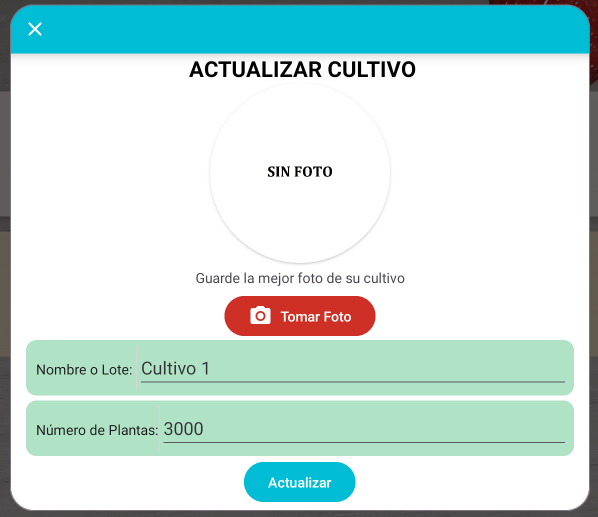 ACTUALIZAR CULTIVO
SIN FOTO
Guarde la mejor foto de su cultivo
Tomar Foto
Nombre o Lote: Cultivo 1
Número de Plantas: 3000
Actualizar